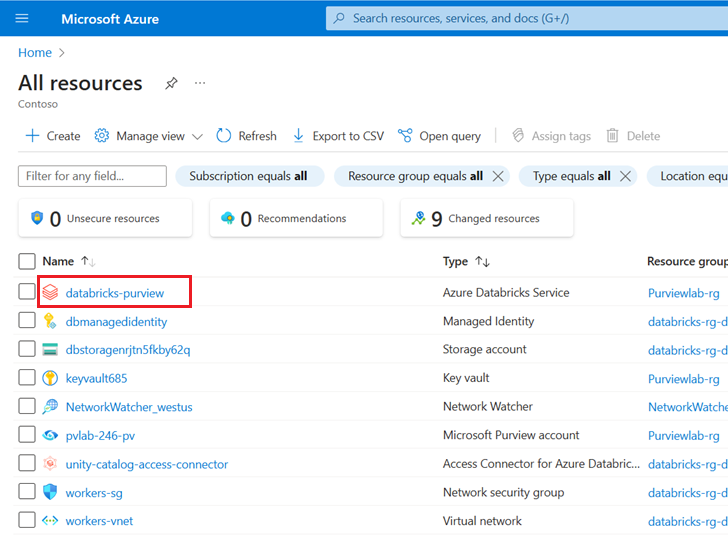 Microsoft Azure
Search resources, services, and docs (G+/)
Home
All resources
Contoso
Create Manage view Refresh Export to CSV Open query Assign tags Delete
Filter for any field... Subscription equals all Resource group equals all Type equals all Location equ
0 Unsecure resources 0 Recommendations 9 Changed resources
Name Type Resource group
databricks-purview Azure Databricks Service Purviewlab-rg
dbmanagedidentity Managed Identity databricks-rg-d
dbstoragenrjtn5fkby62q Storage account databricks-rg-d
keyvault685 Key vault Purviewlab-rg
NetworkWatcher_westus Network Watcher NetworkWatcher
pvlab-246-pv Microsoft Purview account Purviewlab-rg
unity-catalog-access-connector Access Connector for Azure Databric... databricks-rg-d
workers-sg Network security group databricks-rg-d
workers-vnet Virtual network databricks-rg-d